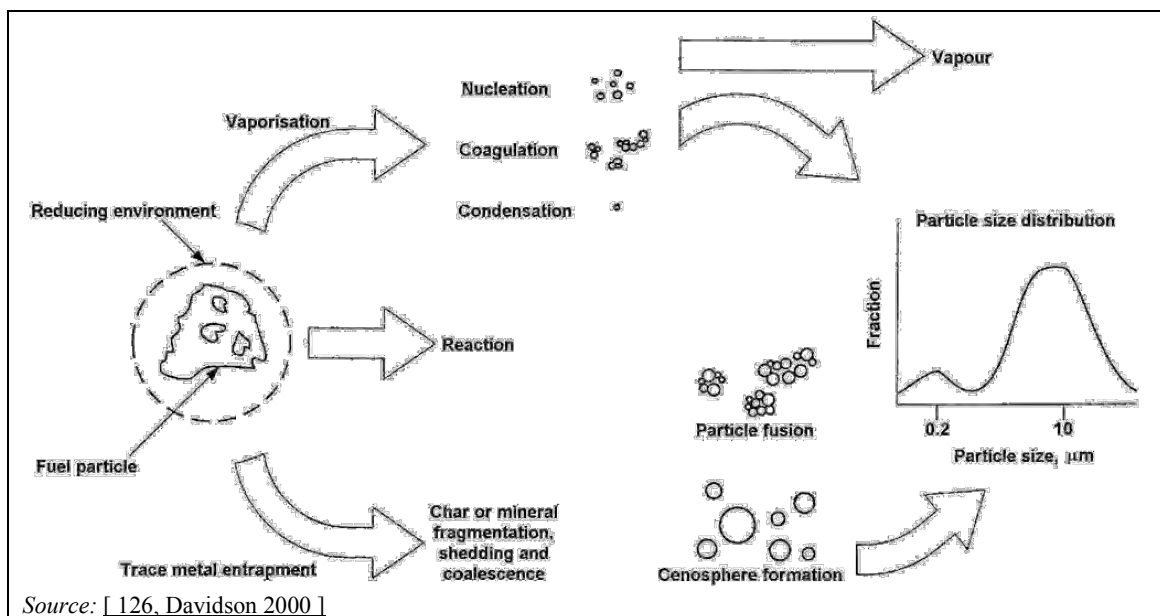 Vapour
Nucleation
Vaporisation
Coagulation
Condensation
Reducing environment
Particle size distribution
Fraction
Reaction
Particle fusion
0.2
10
Particle size, μm
Fuel particle
Char or mineral
fragmentation,
shedding and
coalescence
Trace metal entrapment
Cenosphere formation
Source: [ 126, Davidson 2000 ]